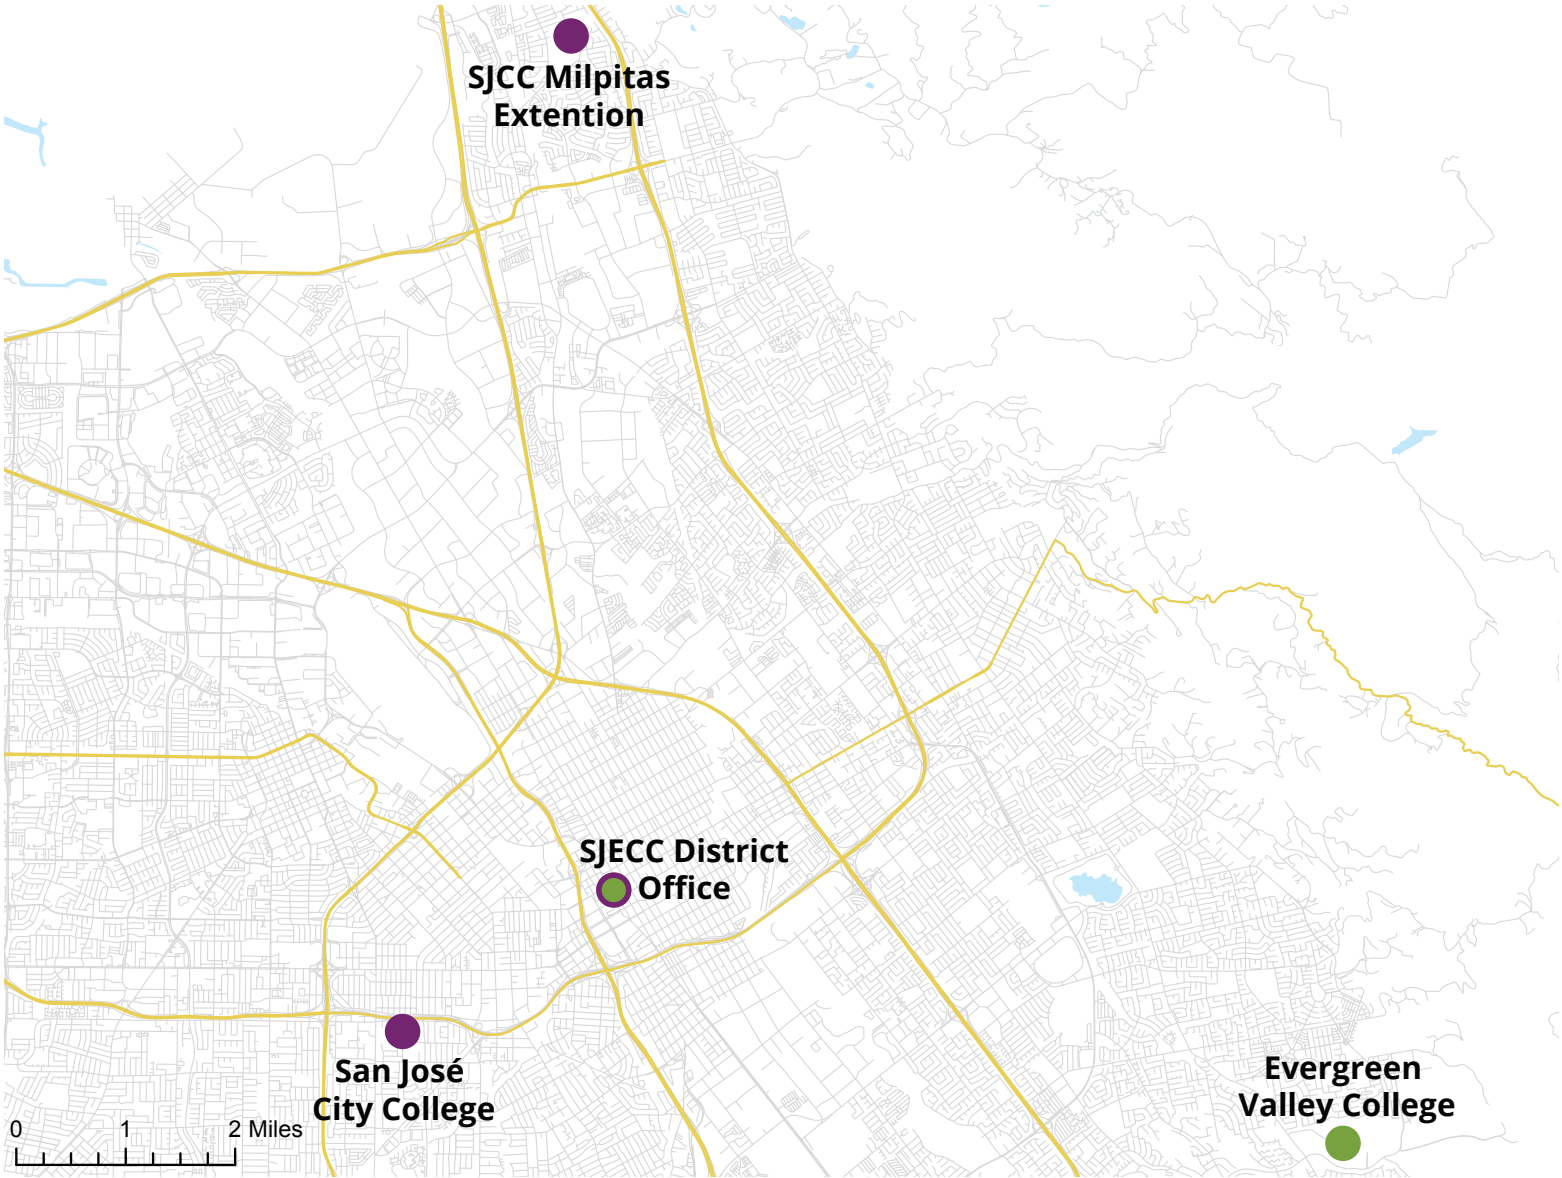 SJCC Milpitas
Extention
SJECC District
Office
San José
City College
Evergreen
Valley College
0 1 2 Miles